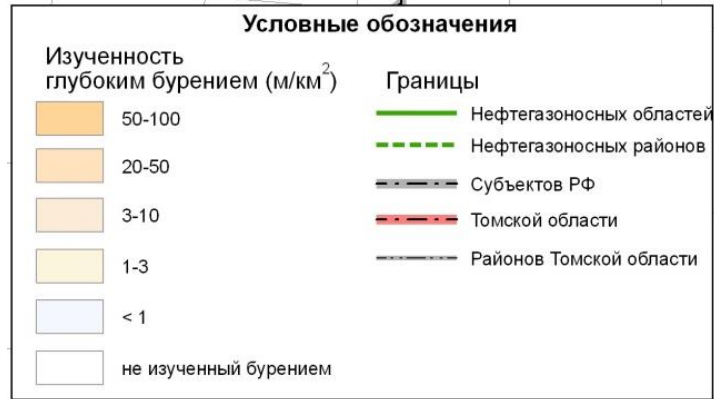 Условные обозначения
Изученность
глубоким бурением (м/км²)
50-100
20-50
3-10
1-3
< 1
не изученный бурением
Границы
Нефтегазоносных областей
Нефтегазоносных районов
Субъектов РФ
Томской области
Районов Томской области